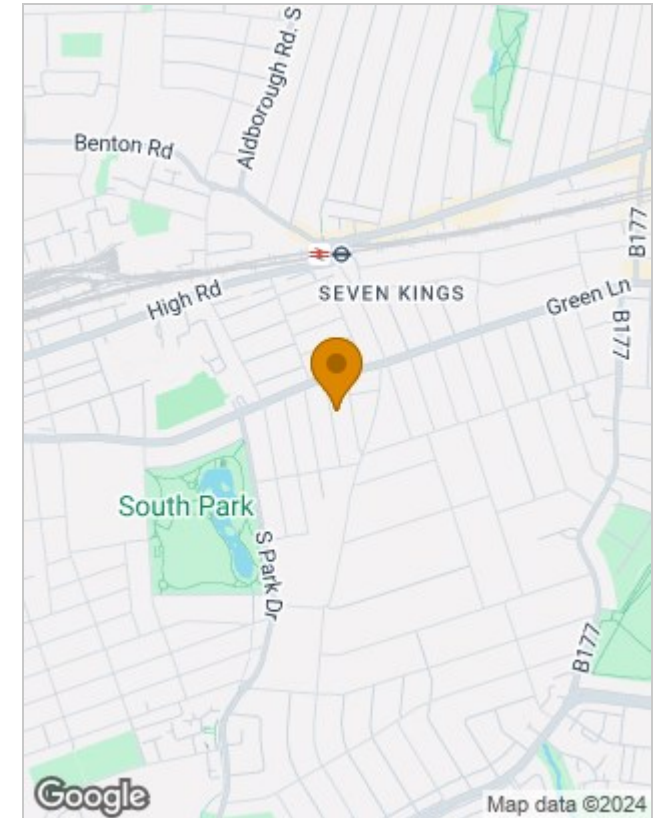 Aldborough Rd. S
Benton Rd
B177
High Rd
SEVEN KINGS
Green Ln
B177
South Park
S Park Dr
B177
Google
Map data ©2024